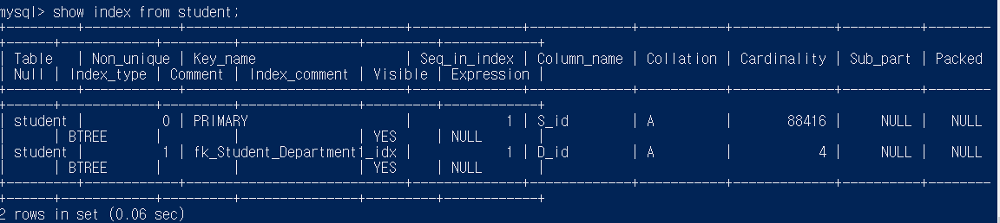 mysql> show index from student;
+---------+------------+-----------------------------+--------------+-------------+-----------+-------------+----------+--------
+------+------------+---------+---------------+---------+------------+
| Table   | Non_unique | Key_name                    | Seq_in_index | Column_name | Collation | Cardinality | Sub_part | Packed
| Null | Index_type | Comment | Index_comment | Visible | Expression |
+---------+------------+-----------------------------+--------------+-------------+-----------+-------------+----------+--------
+------+------------+---------+---------------+---------+------------+
| student |          0 | PRIMARY                     |            1 | S_id        | A         |       88416 |     NULL |   NULL
|      | BTREE      |         |               | YES     | NULL       |
| student |          1 | fk_Student_Department1_idx  |            1 | D_id        | A         |           4 |     NULL |   NULL
|      | BTREE      |         |               | YES     | NULL       |
+---------+------------+-----------------------------+--------------+-------------+-----------+-------------+----------+--------
+------+------------+---------+---------------+---------+------------+
2 rows in set (0.06 sec)